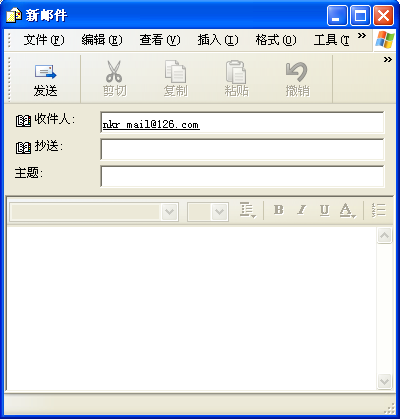 新邮件
文件(F) 编辑(E) 查看(V) 插入(I) 格式(O) 工具(T
发送 剪切 复制 粘贴 撤销
收件人: nkr_mail@126.com
抄送:
主题:
B I U A